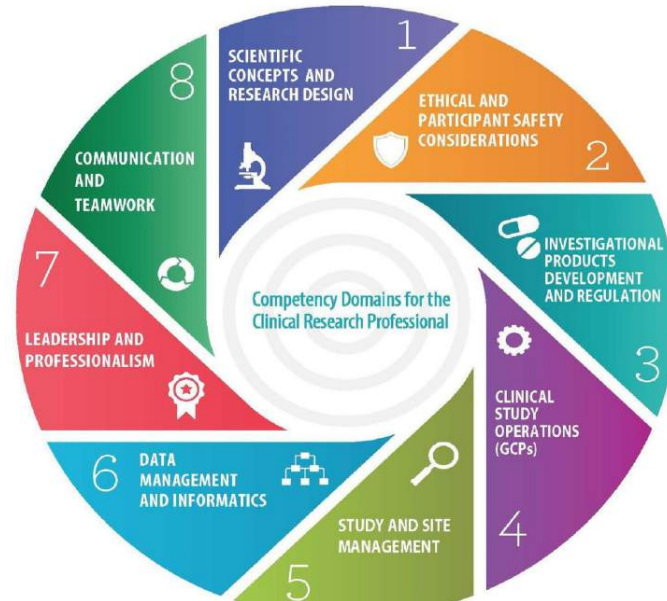 1
SCIENTIFIC
CONCEPTS AND
RESEARCH DESIGN
2
ETHICAL AND
PARTICIPANT SAFETY
CONSIDERATIONS
3
INVESTIGATIONAL
PRODUCTS
DEVELOPMENT
AND REGULATION
4
CLINICAL
STUDY
OPERATIONS
(GCPs)
5
STUDY AND SITE
MANAGEMENT
6
DATA
MANAGEMENT
AND INFORMATICS
7
LEADERSHIP AND
PROFESSIONALISM
8
COMMUNICATION
AND
TEAMWORK
Competency Domains for the
Clinical Research Professional